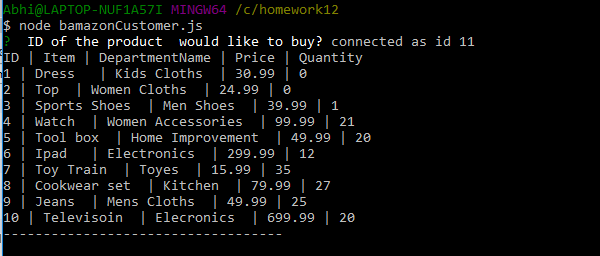 Abhi@LAPTOP-NUF1A57I MINGW64 /c/homework12
$ node bamazonCustomer.js
? ID of the product  would like to buy? connected as id 11
ID | Item | DepartmentName | Price | Quantity
1 | Dress   | Kids Cloths  | 30.99 | 0
2 | Top  | Women Cloths  | 24.99 | 0
3 | Sports Shoes  | Men Shoes  | 39.99 | 1
4 | Watch  | Women Accessories  | 99.99 | 21
5 | Tool box  | Home Improvement  | 49.99 | 20
6 | Ipad   | Electronics  | 299.99 | 12
7 | Toy Train  | Toyes  | 15.99 | 35
8 | Cookwear set  | Kitchen  | 79.99 | 27
9 | Jeans  | Mens Cloths  | 49.99 | 25
10 | Televisoin  | Elecronics  | 699.99 | 20
-----------------------------------